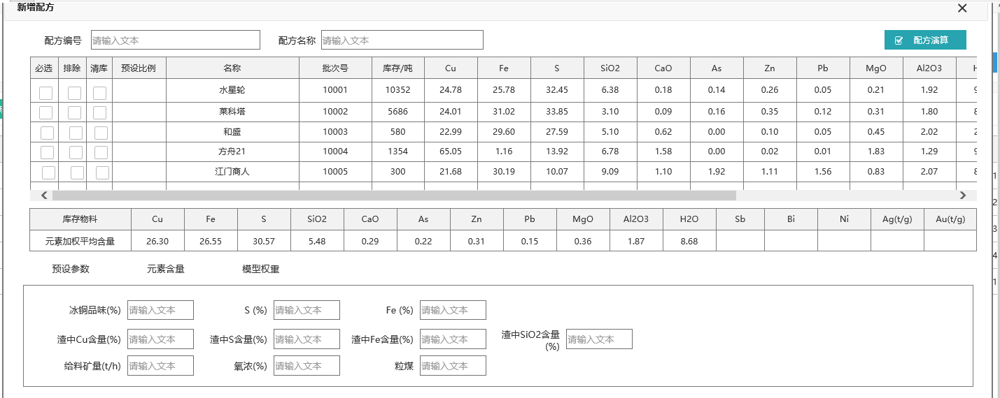 新增配方
配方编号 请输入文本 配方名称 请输入文本 配方演算
必选 排除 清库 预设比例 名称 批次号 库存/吨 Cu Fe S SiO2 CaO As Zn Pb MgO Al2O3
水星轮 10001 10352 24.78 25.78 32.45 6.38 0.18 0.14 0.26 0.05 0.21 1.92
莱科塔 10002 5686 24.01 31.02 33.85 3.10 0.09 0.16 0.35 0.12 0.31 1.80
和盛 10003 580 22.99 29.60 27.59 5.10 0.62 0.00 0.10 0.05 0.45 2.02
方舟21 10004 1354 65.05 1.16 13.92 6.78 1.58 0.00 0.02 0.01 1.83 1.29
江门商人 10005 300 21.68 30.19 10.07 9.09 1.10 1.92 1.11 1.56 0.83 2.07
库存物料 Cu Fe S SiO2 CaO As Zn Pb MgO Al2O3 H2O Sb Bi Ni Ag(t/g) Au(t/g)
元素加权平均含量 26.30 26.55 30.57 5.48 0.29 0.22 0.31 0.15 0.36 1.87 8.68
预设参数 元素含量 模型权重
冰铜品味(%) 请输入文本 S (%) 请输入文本 Fe (%) 请输入文本
渣中Cu含量(%) 请输入文本 渣中S含量(%) 请输入文本 渣中Fe含量(%) 请输入文本 渣中SiO2含量
(%) 请输入文本
给料矿量(t/h) 请输入文本 氧浓(%) 请输入文本 粒煤 请输入文本